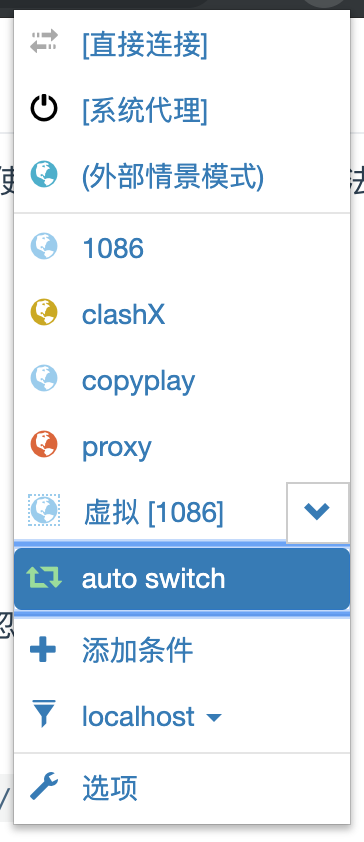 [直接连接]
[系统代理]
(外部情景模式)
1086
clashX
copyplay
proxy
虚拟 [1086]
auto switch
添加条件
localhost
选项